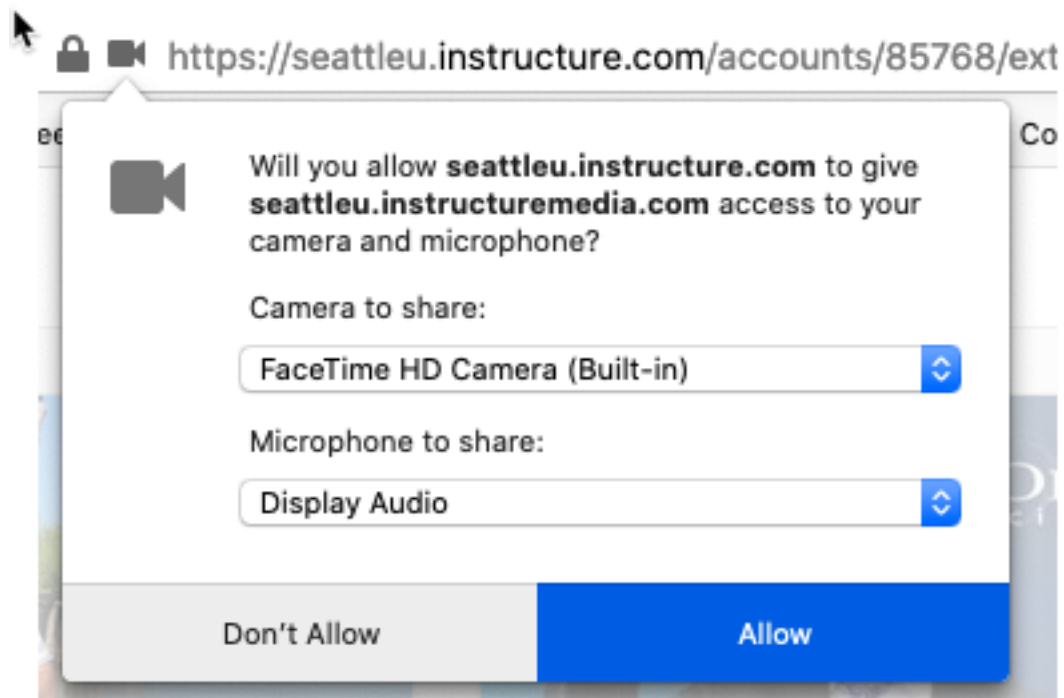 https://seattleu.instructure.com/accounts/85768/ext
Co
Will you allow seattleu.instructure.com to give
seattleu.instructuremedia.com access to your
camera and microphone?
Camera to share:
FaceTime HD Camera (Built-in)
Microphone to share:
Display Audio
Don't Allow
Allow